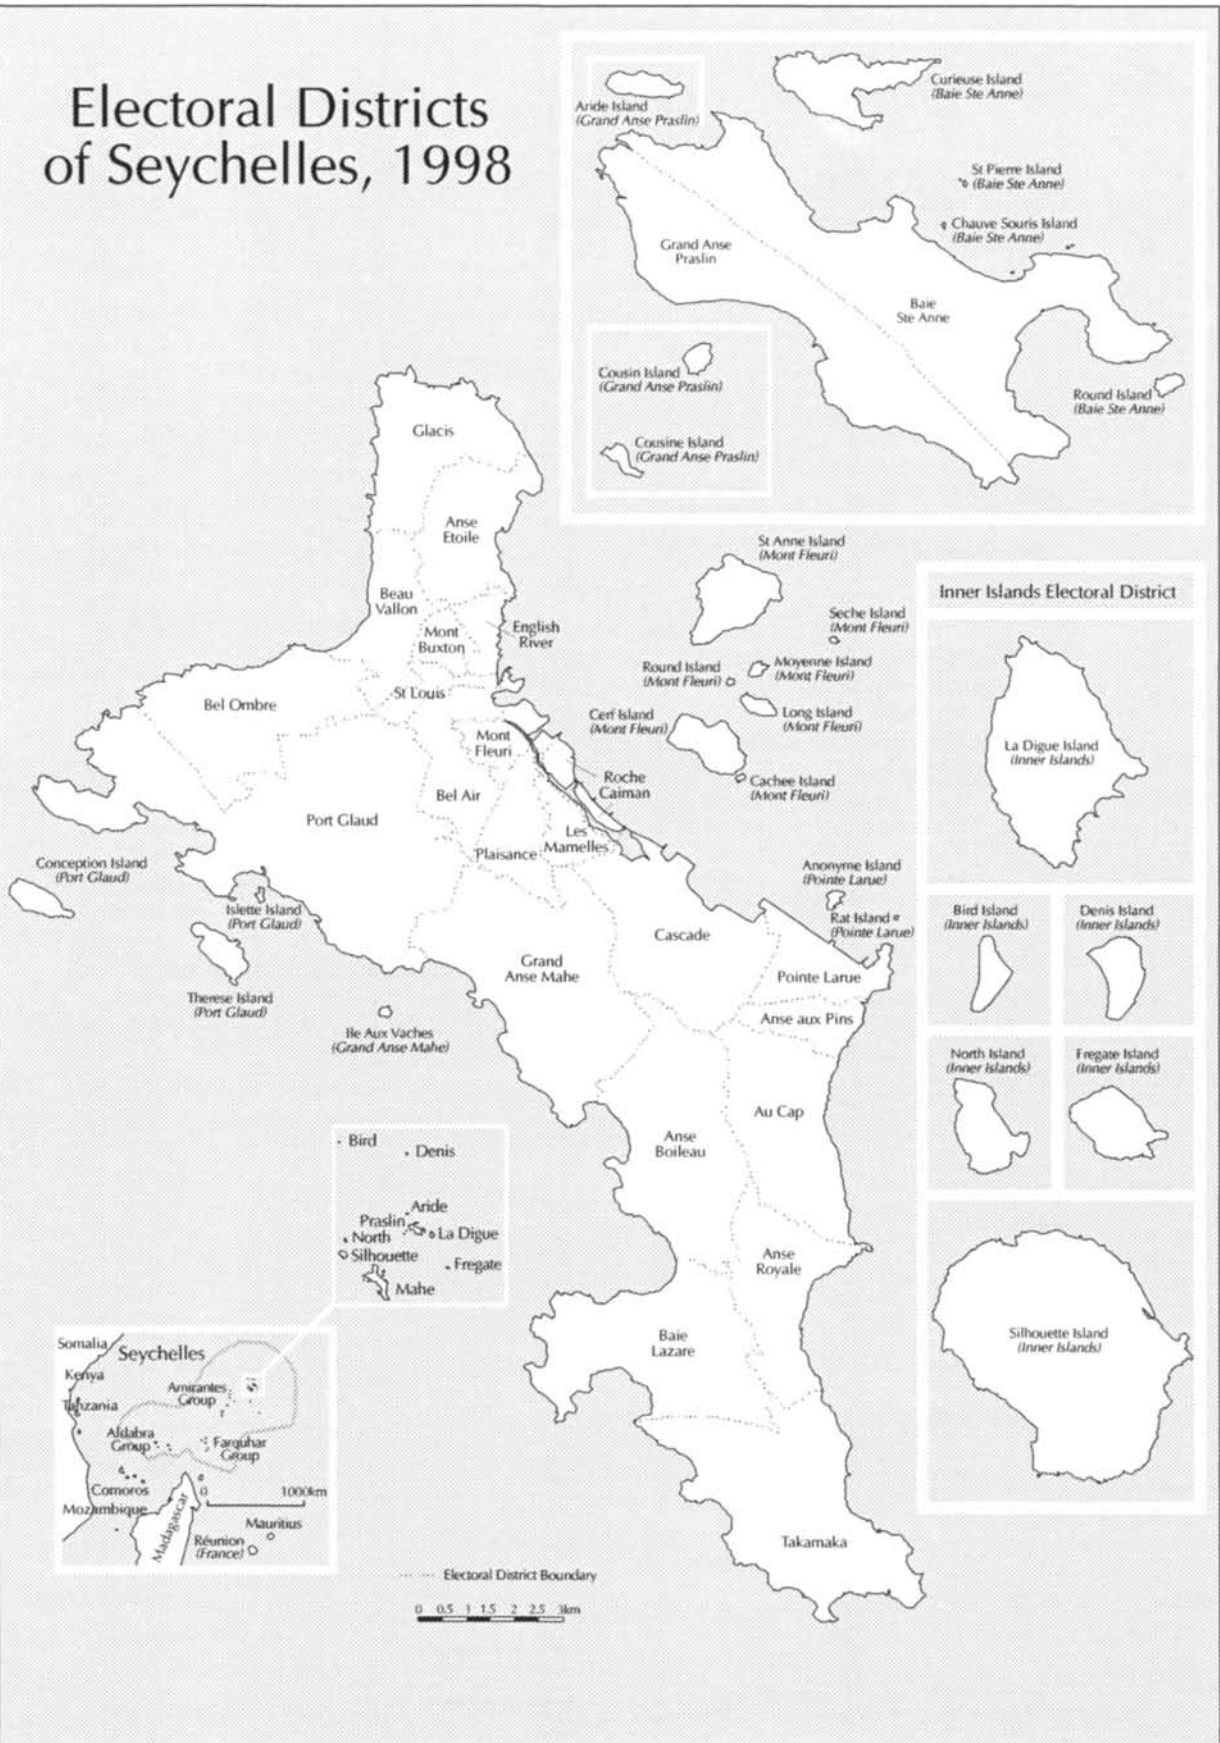 Electoral Districts
of Seychelles, 1998
Aride Island
(Grand Anse Praslin)
Curieuse Island
(Baie Ste Anne)
St Pierre Island
(Baie Ste Anne)
Chauve Souris Island
(Baie Ste Anne)
Grand Anse
Praslin
Baie
Ste Anne
Cousin Island
(Grand Anse Praslin)
Round Island
(Baie Ste Anne)
Cousine Island
(Grand Anse Praslin)
Glacis
Anse
Etoile
Beau
Vallon
Mont
Buxton
English
River
St Louis
Bel Ombre
Mont
Fleuri
Roche
Caiman
Bel Air
Port Glaud
Les
Mamelles
Plaisance
St Anne Island
(Mont Fleuri)
Seche Island
(Mont Fleuri)
Round Island
(Mont Fleuri)
Moyenne Island
(Mont Fleuri)
Cerf Island
(Mont Fleuri)
Long Island
(Mont Fleuri)
Cachee Island
(Mont Fleuri)
Conception Island
(Port Glaud)
Islette Island
(Port Glaud)
Therese Island
(Port Glaud)
Ile Aux Vaches
(Grand Anse Mahe)
Grand
Anse Mahe
Cascade
Anonyme Island
(Pointe Larue)
Rat Island
(Pointe Larue)
Pointe Larue
Anse aux Pins
Au Cap
Anse
Boileau
Anse
Royale
Baie
Lazare
Takamaka
Inner Islands Electoral District
La Digue Island
(Inner Islands)
Bird Island
(Inner Islands)
Denis Island
(Inner Islands)
North Island
(Inner Islands)
Fregate Island
(Inner Islands)
Silhouette Island
(Inner Islands)
Bird
Denis
Aride
Praslin
La Digue
North
Silhouette
Fregate
Mahe
Somalia
Seychelles
Kenya
Amirantes
Group
Tanzania
Aldabra
Group
Farquhar
Group
Comoros
0 1000km
Mozambique
Madagascar
Mauritius
Réunion
(France)
Electoral District Boundary
0 0.5 1 1.5 2 2.5 3km